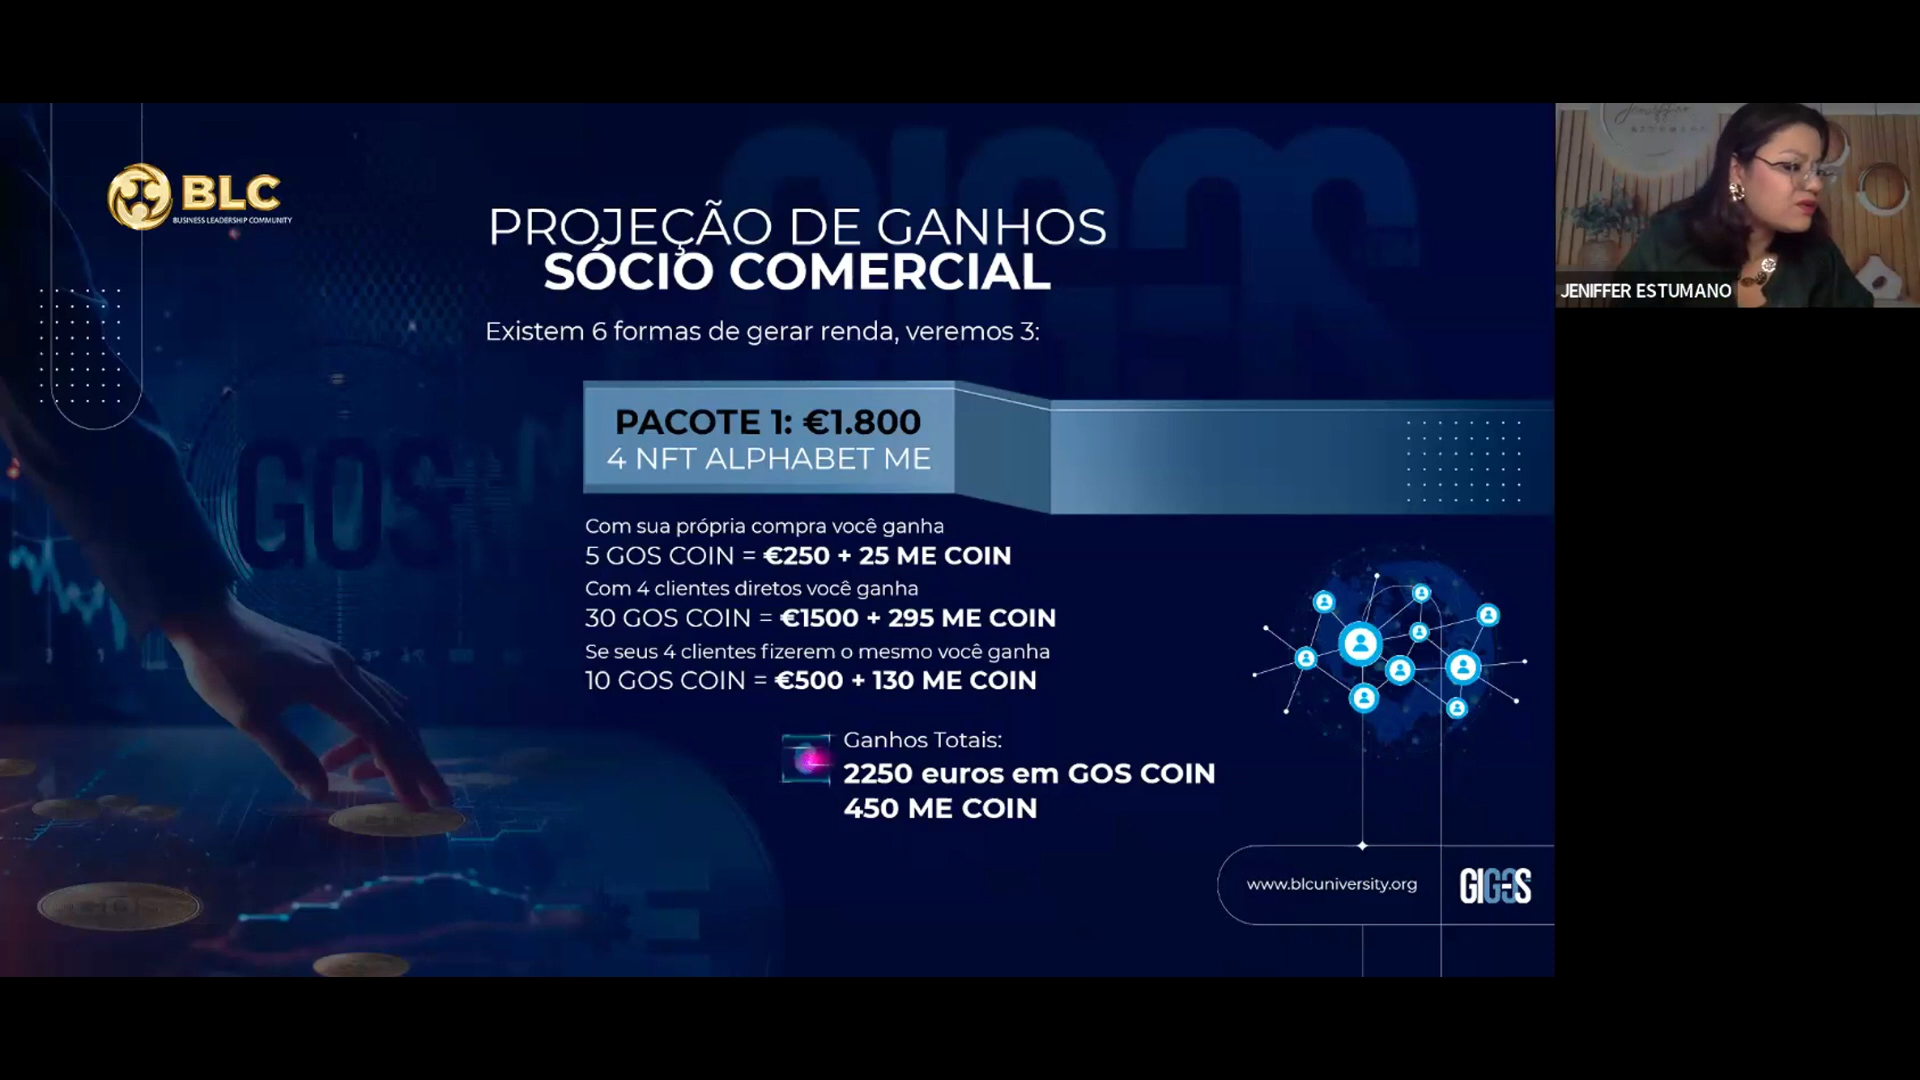 BLC
BUSINESS LEADERSHIP COMMUNITY
PROJEÇÃO DE GANHOS
SÓCIO COMERCIAL
Existem 6 formas de gerar renda, veremos 3:
PACOTE 1: €1.800
4 NFT ALPHABET ME
Com sua própria compra você ganha
5 GOS COIN = €250 + 25 ME COIN
Com 4 clientes diretos você ganha
30 GOS COIN = €1500 + 295 ME COIN
Se seus 4 clientes fizerem o mesmo você ganha
10 GOS COIN = €500 + 130 ME COIN
Ganhos Totais:
2250 euros em GOS COIN
450 ME COIN
www.blcuniversity.org
GIGOS
GOS
JENIFFER ESTUMANO